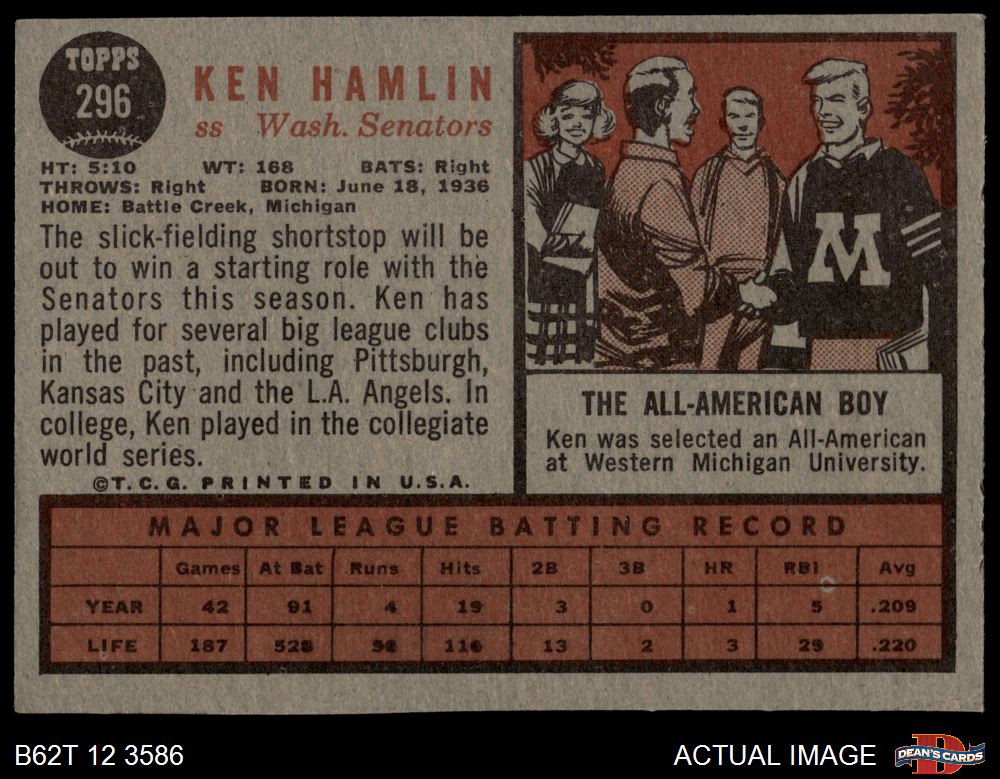 TOPPS
296
KEN HAMLIN
ss Wash. Senators
HT: 5:10 WT: 168 BATS: Right
THROWS: Right BORN: June 18, 1936
HOME: Battle Creek, Michigan
The slick-fielding shortstop will be
out to win a starting role with the
Senators this season. Ken has
played for several big league clubs
in the past, including Pittsburgh,
Kansas City and the L.A. Angels. In
college, Ken played in the collegiate
world series.
©T.C.G. PRINTED IN U.S.A.
M
THE ALL-AMERICAN BOY
Ken was selected an All-American
at Western Michigan University.
MAJOR LEAGUE BATTING RECORD
Games At Bat Runs Hits 2B 3B HR RBI Avg
YEAR 42 91 4 19 3 0 1 5 .209
LIFE 187 528 116 13 2 3 29 .220
B62T 12 3586
ACTUAL IMAGE
D
DEAN'S CARDS